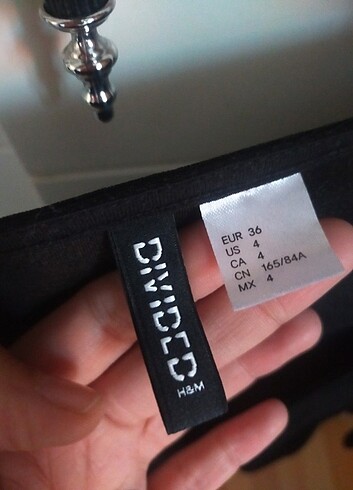 DIVIDED
H&M
EUR 36
US 4
CA 4
CN 165/84A
MX 4